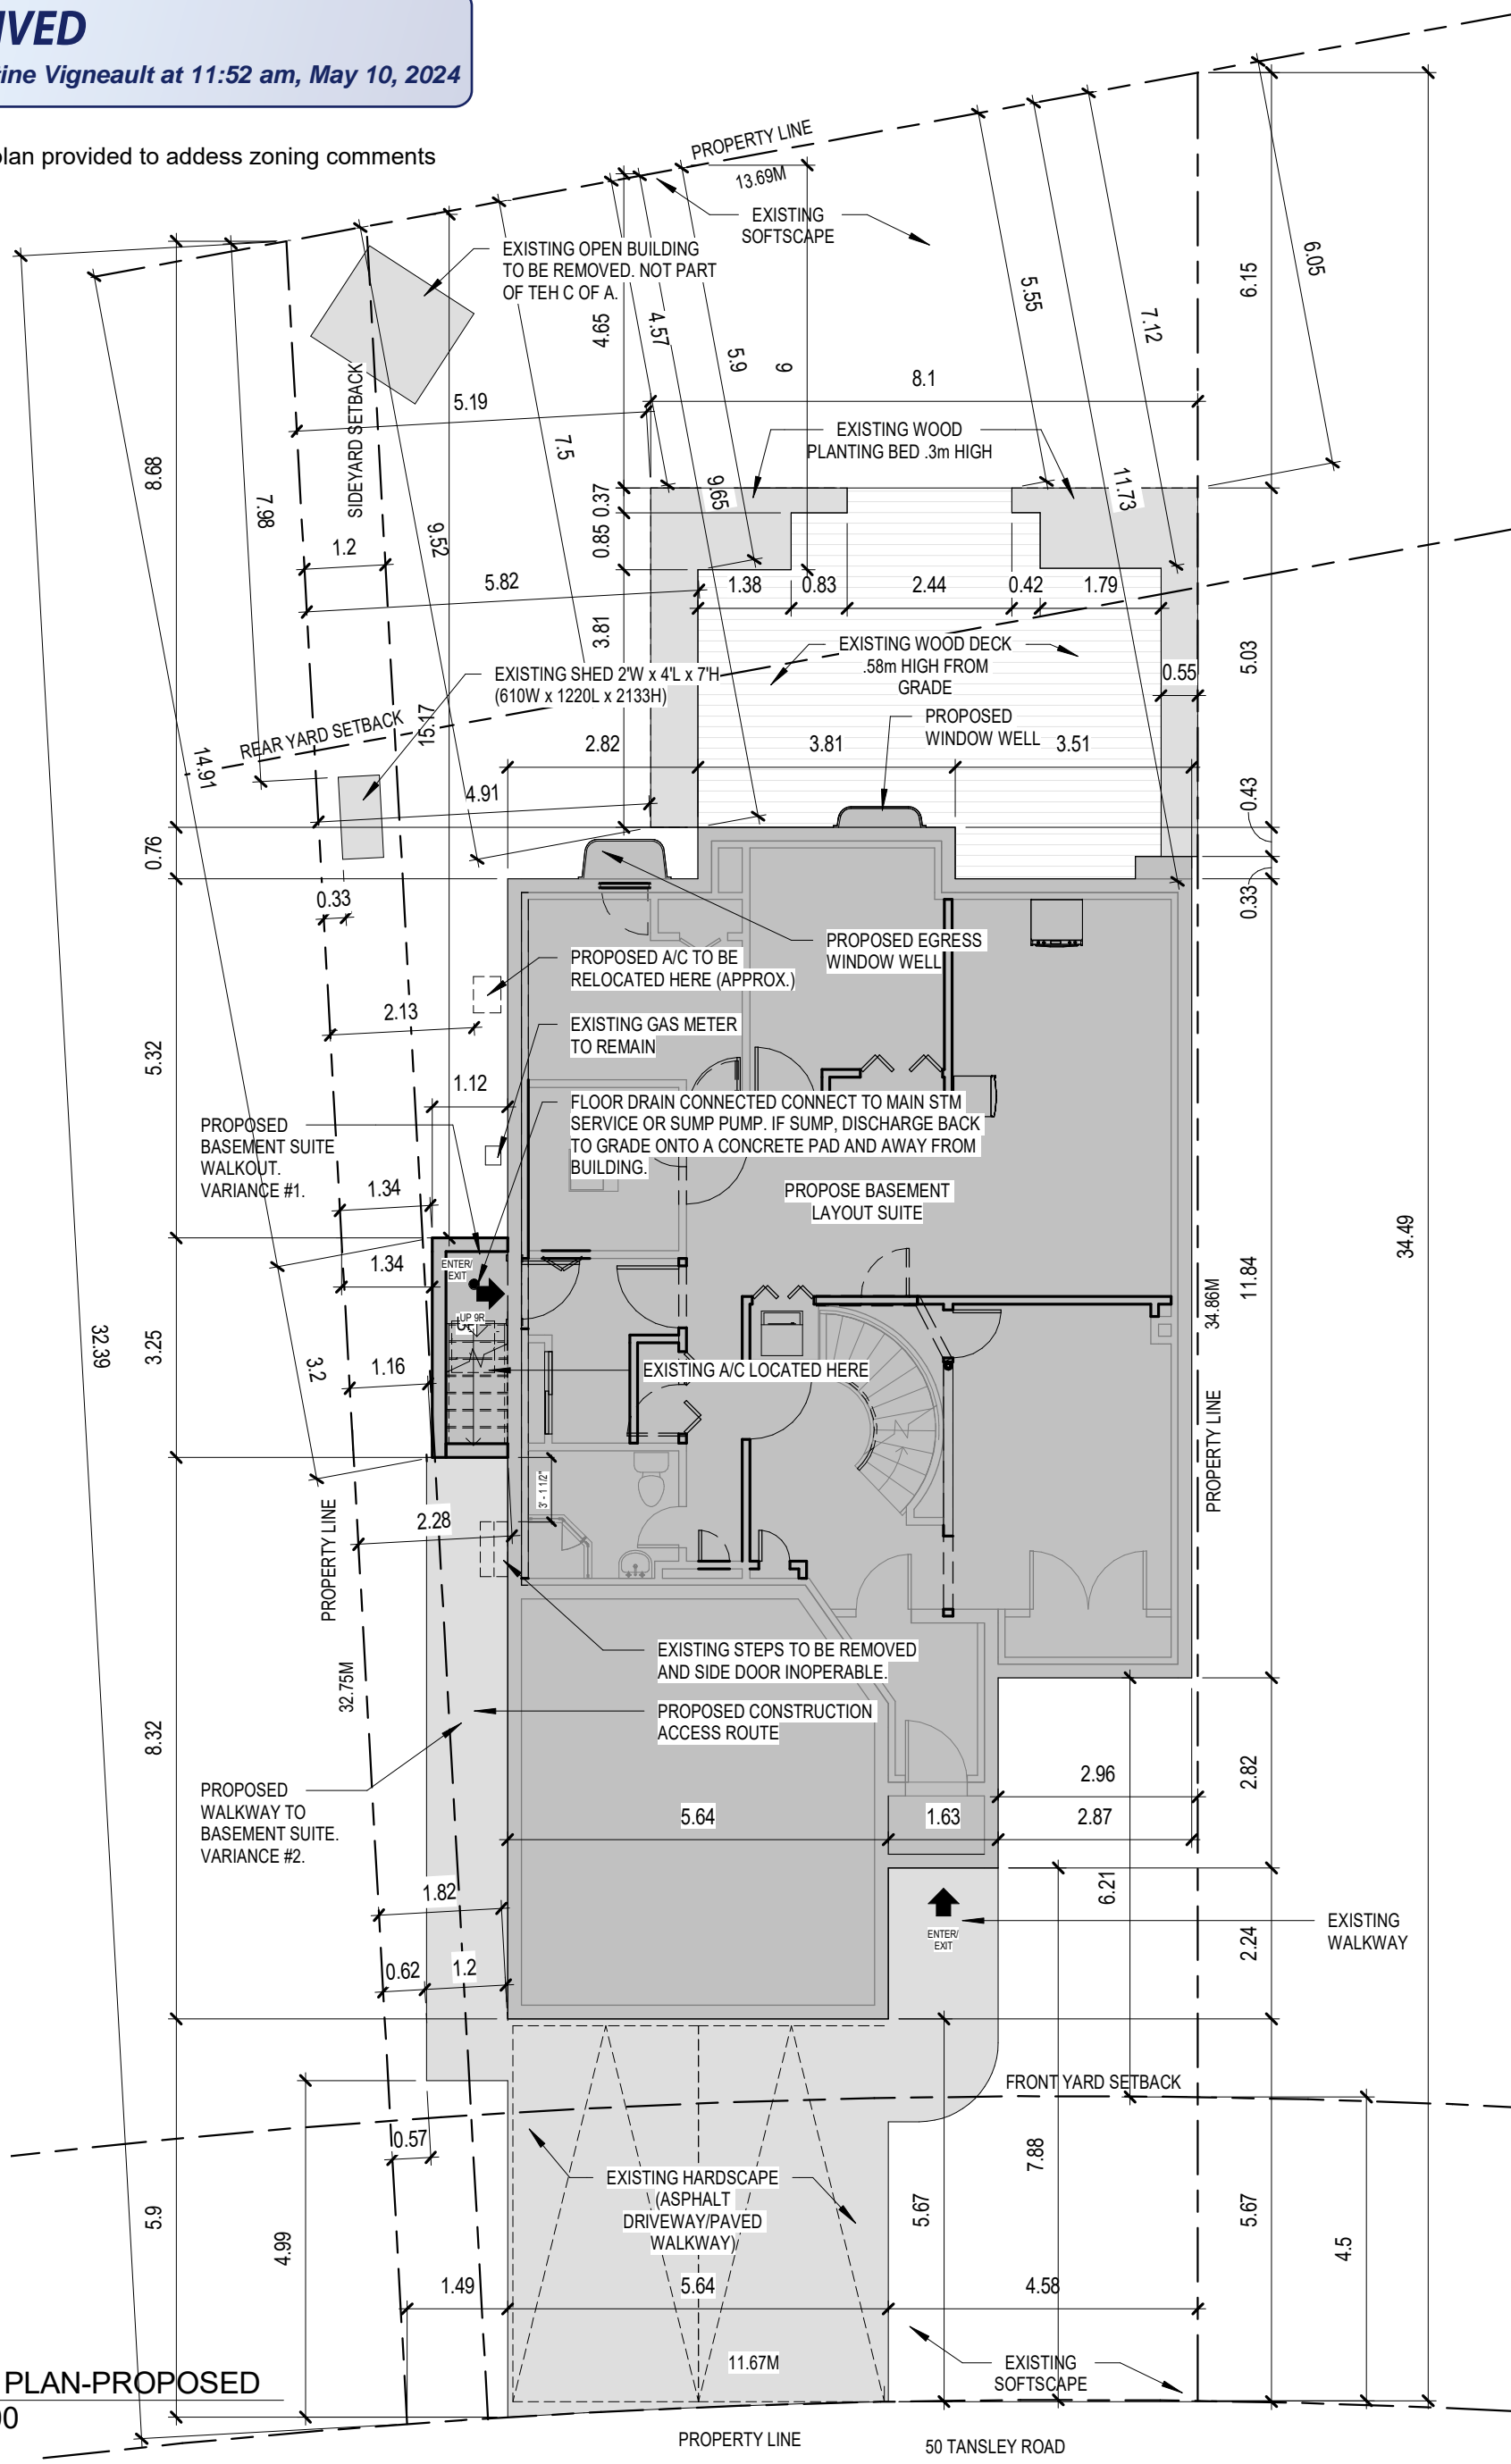 IVED
tine Vigneault at 11:52 am, May 10, 2024
plan provided to addess zoning comments
PROPERTY LINE
13.69M
EXISTING
SOFTSCAPE
EXISTING OPEN BUILDING
TO BE REMOVED. NOT PART
OF TEH C OF A.
SIDEYARD SETBACK
6.05
6.15
5.55
7.12
4.65
4.57
5.9
6
8.1
5.19
7.5
8.68
7.98
9.52
9.65
11.73
EXISTING WOOD
PLANTING BED .3m HIGH
0.37
0.85
1.2
5.82
1.38
0.83
2.44
0.42
1.79
3.81
5.03
EXISTING WOOD DECK
.58m HIGH FROM
GRADE
0.55
EXISTING SHED 2'W x 4'L x 7'H
(610W x 1220L x 2133H)
REAR YARD SETBACK
15.17
14.91
PROPOSED
WINDOW WELL
2.82
3.81
3.51
4.91
0.43
0.76
0.33
0.33
PROPOSED EGRESS
WINDOW WELL
PROPOSED A/C TO BE
RELOCATED HERE (APPROX.)
2.13
EXISTING GAS METER
TO REMAIN
5.32
1.12
FLOOR DRAIN CONNECTED CONNECT TO MAIN STM
SERVICE OR SUMP PUMP. IF SUMP, DISCHARGE BACK
TO GRADE ONTO A CONCRETE PAD AND AWAY FROM
BUILDING.
PROPOSED
BASEMENT SUITE
WALKOUT.
VARIANCE #1.
1.34
PROPOSE BASEMENT
LAYOUT SUITE
34.49
1.34
ENTER/
EXIT
UP 9R
11.84
34.86M
32.39
3.25
3.2
1.16
EXISTING A/C LOCATED HERE
PROPERTY LINE
3' - 1 1/2"
PROPERTY LINE
2.28
EXISTING STEPS TO BE REMOVED
AND SIDE DOOR INOPERABLE.
32.75M
PROPOSED CONSTRUCTION
ACCESS ROUTE
8.32
PROPOSED
WALKWAY TO
BASEMENT SUITE.
VARIANCE #2.
2.96
2.82
5.64
1.63
2.87
6.21
1.82
ENTER/
EXIT
EXISTING
WALKWAY
2.24
0.62
1.2
FRONT YARD SETBACK
0.57
7.88
EXISTING HARDSCAPE
(ASPHALT
DRIVEWAY/PAVED
WALKWAY)
5.9
4.99
5.67
5.67
4.5
1.49
5.64
4.58
11.67M
EXISTING
SOFTSCAPE
PLAN-PROPOSED
00
PROPERTY LINE
50 TANSLEY ROAD